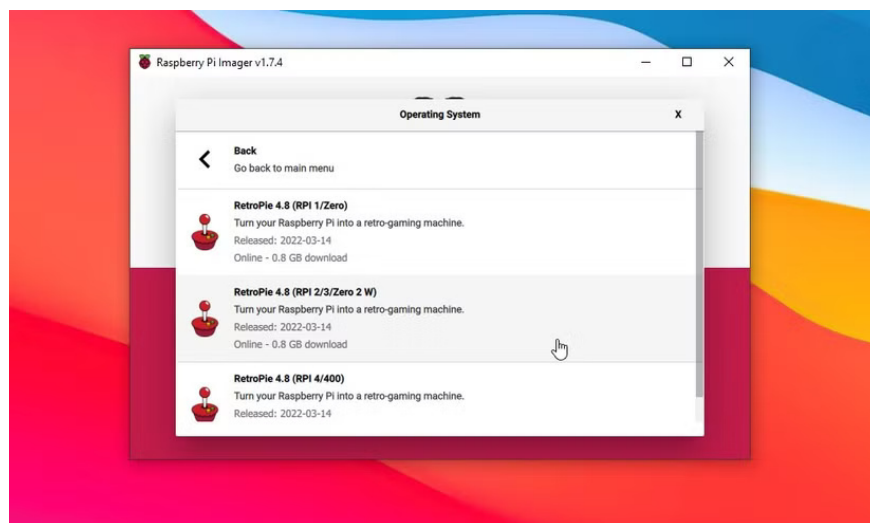 Raspberry Pi Imager v1.7.4
Operating System
X
Back
Go back to main menu
RetroPie 4.8 (RPI 1/Zero)
Turn your Raspberry Pi into a retro-gaming machine.
Released: 2022-03-14
Online - 0.8 GB download
RetroPie 4.8 (RPI 2/3/Zero 2 W)
Turn your Raspberry Pi into a retro-gaming machine.
Released: 2022-03-14
Online - 0.8 GB download
RetroPie 4.8 (RPI 4/400)
Turn your Raspberry Pi into a retro-gaming machine.
Released: 2022-03-14